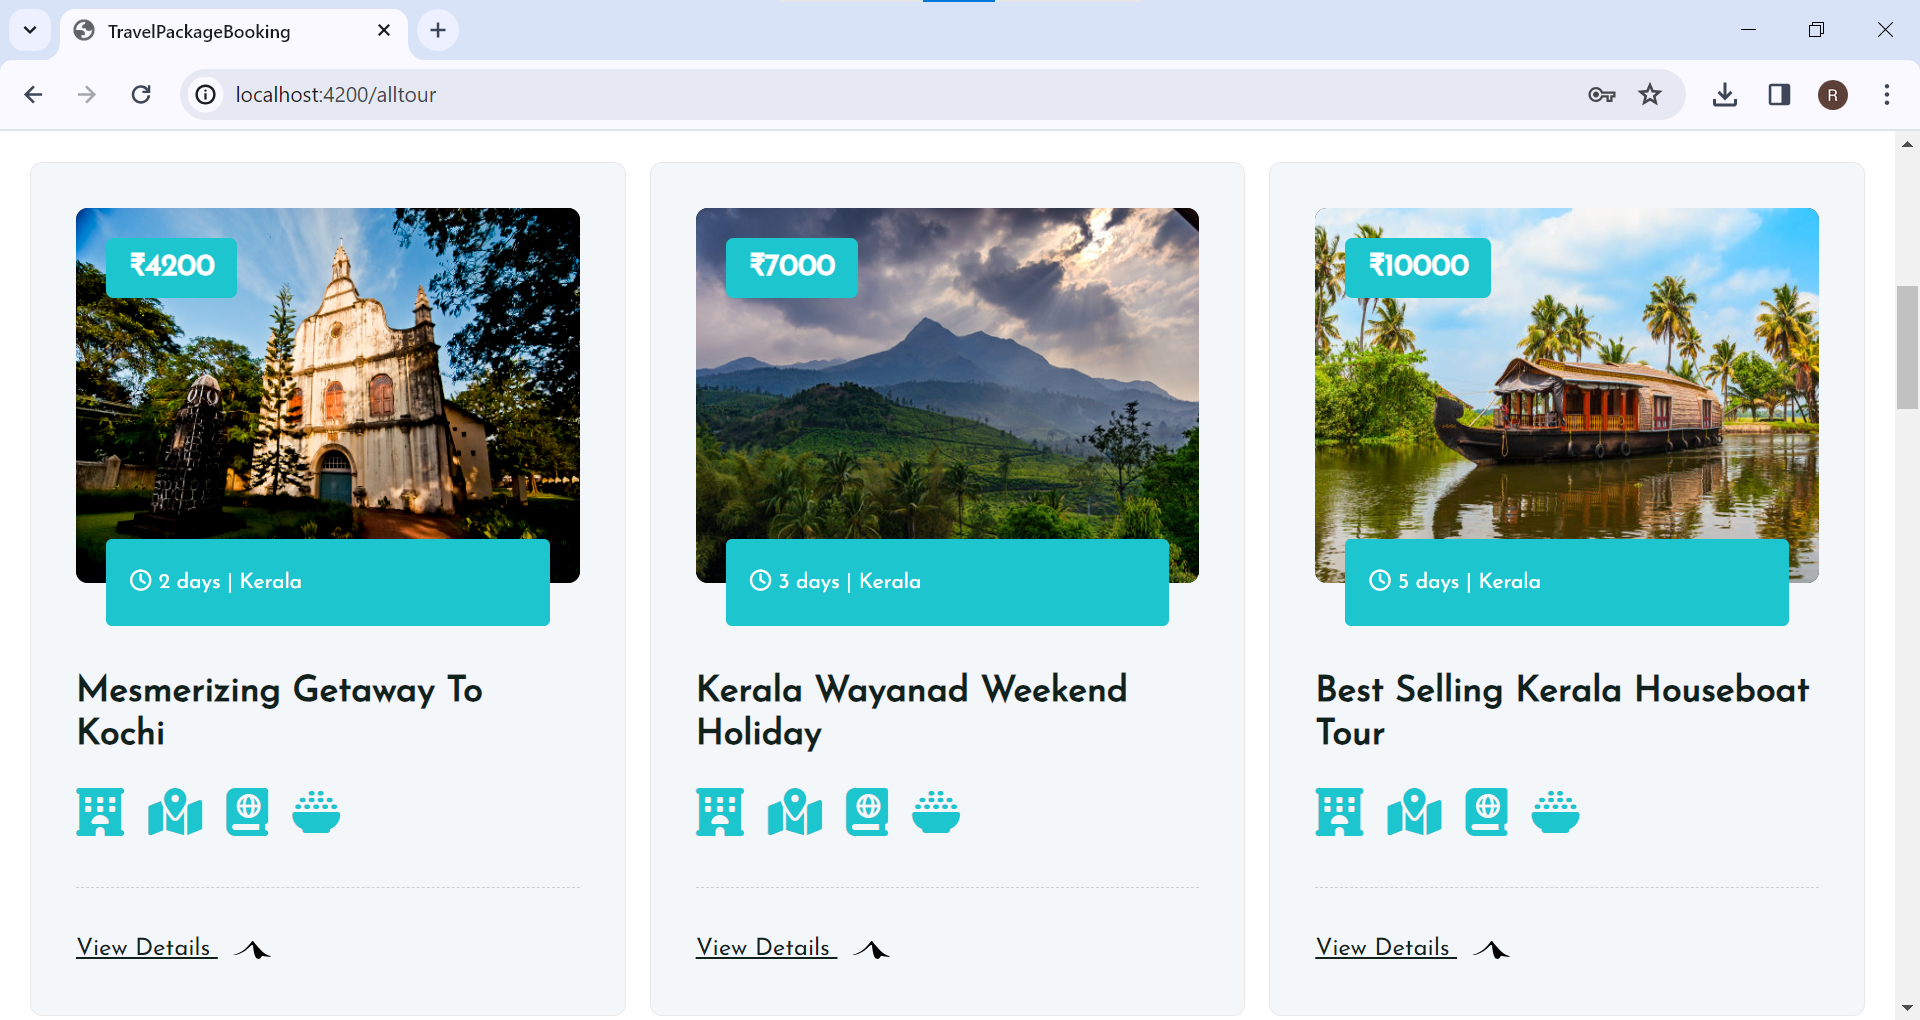 TravelPackageBooking
localhost:4200/alltour
R
₹4200
₹7000
₹10000
2 days | Kerala
3 days | Kerala
5 days | Kerala
Mesmerizing Getaway To
Kochi
Kerala Wayanad Weekend
Holiday
Best Selling Kerala Houseboat
Tour
View Details
View Details
View Details